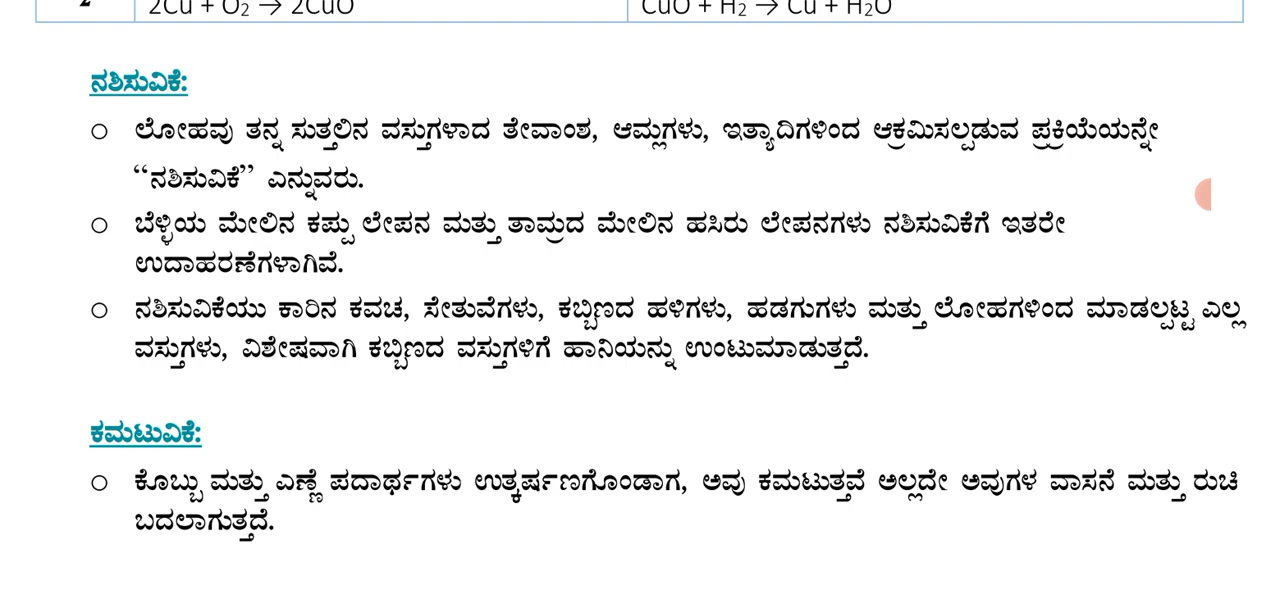 2	2Cu + O₂ → 2CuO	CuO + H₂ → Cu + H₂O
ನಶಿಸುವಿಕೆ:
○ ಲೋಹವು ತನ್ನ ಸುತ್ತಲಿನ ವಸ್ತುಗಳಾದ ತೇವಾಂಶ, ಆಮ್ಲಗಳು, ಇತ್ಯಾದಿಗಳಿಂದ ಆಕ್ರಮಿಸಲ್ಪಡುವ ಪ್ರಕ್ರಿಯೆಯನ್ನೇ
“ನಶಿಸುವಿಕೆ” ಎನ್ನುವರು.
○ ಬೆಳ್ಳಿಯ ಮೇಲಿನ ಕಪ್ಪು ಲೇಪನ ಮತ್ತು ತಾಮ್ರದ ಮೇಲಿನ ಹಸಿರು ಲೇಪನಗಳು ನಶಿಸುವಿಕೆಗೆ ಇತರೇ
ಉದಾಹರಣೆಗಳಾಗಿವೆ.
○ ನಶಿಸುವಿಕೆಯು ಕಾರಿನ ಕವಚ, ಸೇತುವೆಗಳು, ಕಬ್ಬಿಣದ ಹಳಿಗಳು, ಹಡಗುಗಳು ಮತ್ತು ಲೋಹಗಳಿಂದ ಮಾಡಲ್ಪಟ್ಟ ಎಲ್ಲ
ವಸ್ತುಗಳು, ವಿಶೇಷವಾಗಿ ಕಬ್ಬಿಣದ ವಸ್ತುಗಳಿಗೆ ಹಾನಿಯನ್ನು ಉಂಟುಮಾಡುತ್ತದೆ.
ಕಮಟುವಿಕೆ:
○ ಕೊಬ್ಬು ಮತ್ತು ಎಣ್ಣೆ ಪದಾರ್ಥಗಳು ಉತ್ಕರ್ಷಣಗೊಂಡಾಗ, ಅವು ಕಮಟುತ್ತವೆ ಅಲ್ಲದೇ ಅವುಗಳ ವಾಸನೆ ಮತ್ತು ರುಚಿ
ಬದಲಾಗುತ್ತದೆ.